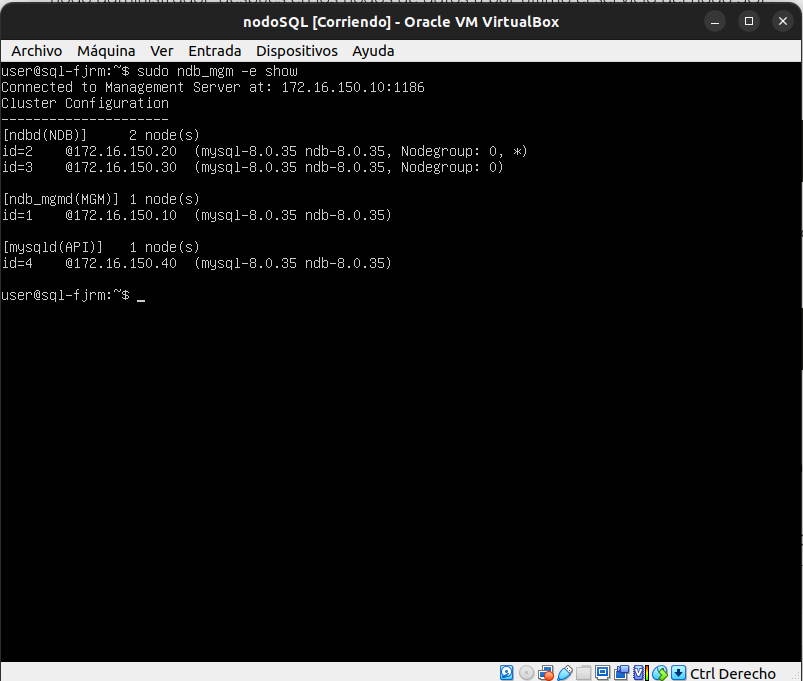 nodoSQL [Corriendo] - Oracle VM VirtualBox
Archivo Máquina Ver Entrada Dispositivos Ayuda
user@sql-fjrm:~$ sudo ndb_mgm -e show
Connected to Management Server at: 172.16.150.10:1186
Cluster Configuration
---------------------
[ndbd(NDB)]     2 node(s)
id=2    @172.16.150.20  (mysql-8.0.35 ndb-8.0.35, Nodegroup: 0, *)
id=3    @172.16.150.30  (mysql-8.0.35 ndb-8.0.35, Nodegroup: 0)
[ndb_mgmd(MGM)] 1 node(s)
id=1    @172.16.150.10  (mysql-8.0.35 ndb-8.0.35)
[mysqld(API)]   1 node(s)
id=4    @172.16.150.40  (mysql-8.0.35 ndb-8.0.35)
user@sql-fjrm:~$ _
Ctrl Derecho